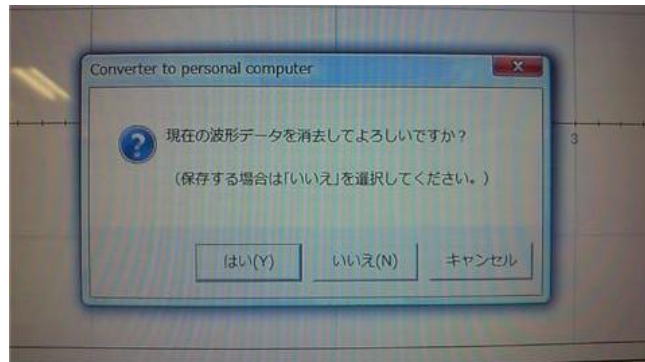 Converter to personal computer
現在の波形データを消去してよろしいですか？
3
（保存する場合は「いいえ」を選択してください。）
はい(Y)
いいえ(N)
キャンセル